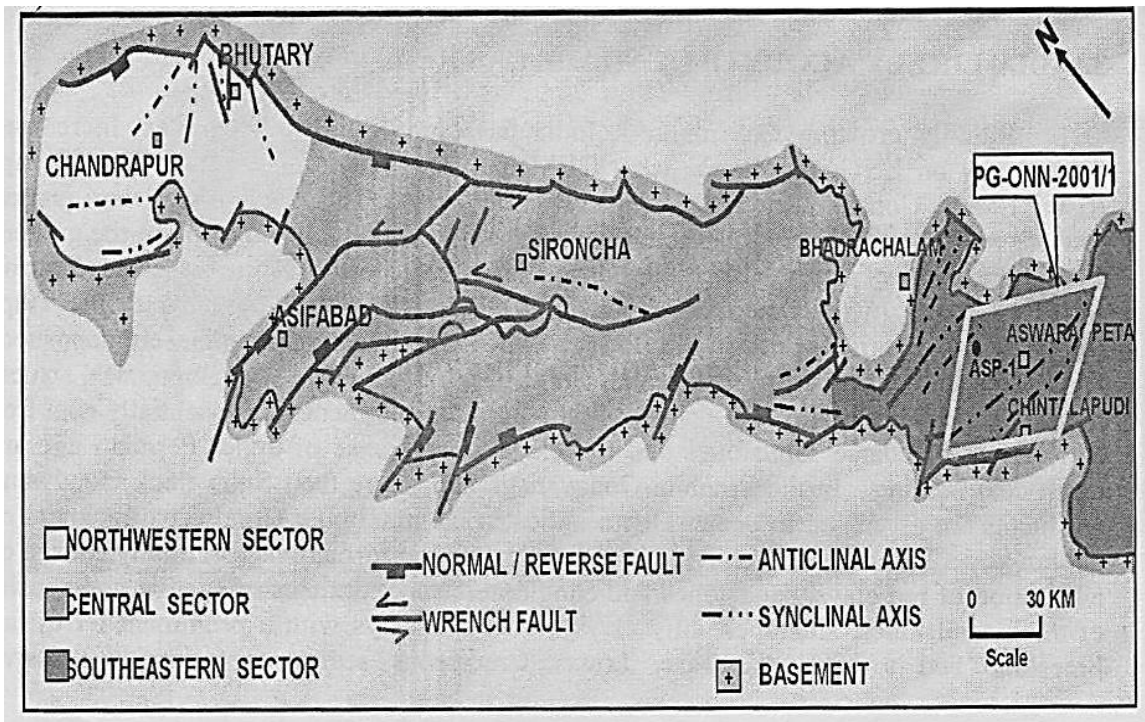 BHUTARY
N
CHANDRAPUR
PG-ONN-2001/1
SIRONCHA
BHADRACHALAM
ASIFABAD
ASWARAOPETA
ASP-1
CHINTALAPUDI
NORTHWESTERN SECTOR
CENTRAL SECTOR
SOUTHEASTERN SECTOR
NORMAL / REVERSE FAULT
WRENCH FAULT
ANTICLINAL AXIS
SYNCLINAL AXIS
BASEMENT
0 30 KM
Scale